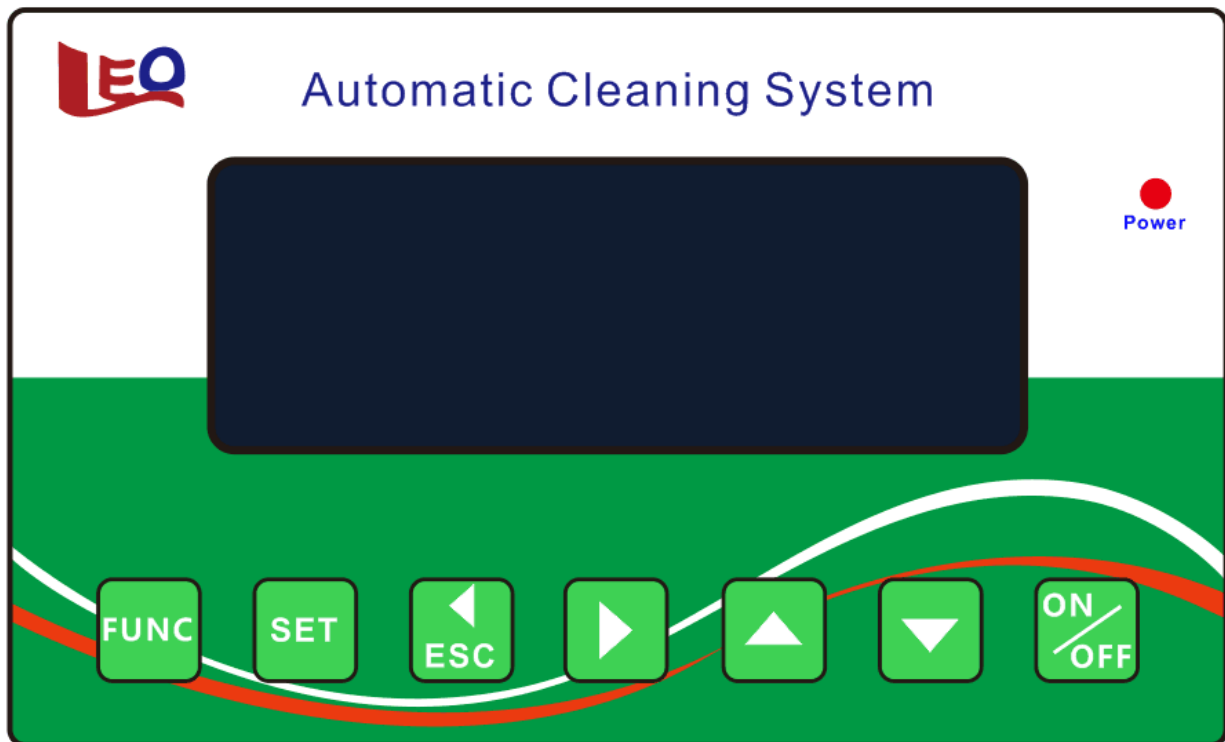 LEO
Automatic Cleaning System
Power
FUNC
SET
ESC
ON
OFF